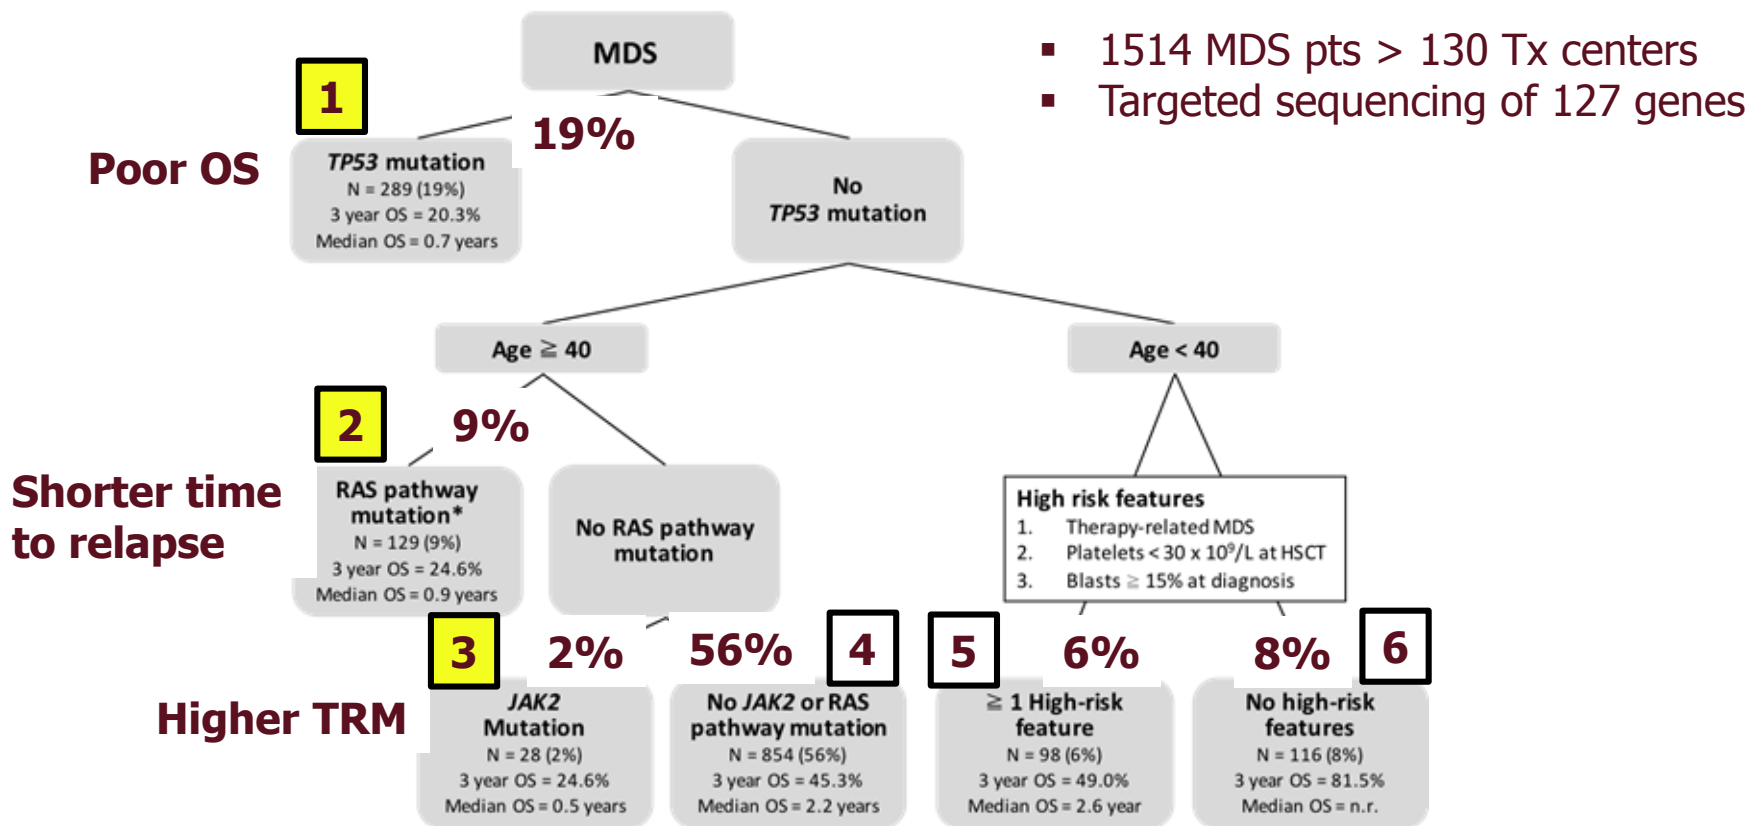 MDS
▪ 1514 MDS pts > 130 Tx centers
▪ Targeted sequencing of 127 genes
1
19%
Poor OS
TP53 mutation
N = 289 (19%)
3 year OS = 20.3%
Median OS = 0.7 years
No
TP53 mutation
Age ≧ 40
Age < 40
2
9%
Shorter time
to relapse
RAS pathway
mutation*
N = 129 (9%)
3 year OS = 24.6%
Median OS = 0.9 years
No RAS pathway
mutation
High risk features
1. Therapy-related MDS
2. Platelets < 30 x 10⁹/L at HSCT
3. Blasts ≧ 15% at diagnosis
3
2%
56%
4
5
6%
8%
6
Higher TRM
JAK2
Mutation
N = 28 (2%)
3 year OS = 24.6%
Median OS = 0.5 years
No JAK2 or RAS
pathway mutation
N = 854 (56%)
3 year OS = 45.3%
Median OS = 2.2 years
≧ 1 High-risk
feature
N = 98 (6%)
3 year OS = 49.0%
Median OS = 2.6 year
No high-risk
features
N = 116 (8%)
3 year OS = 81.5%
Median OS = n.r.